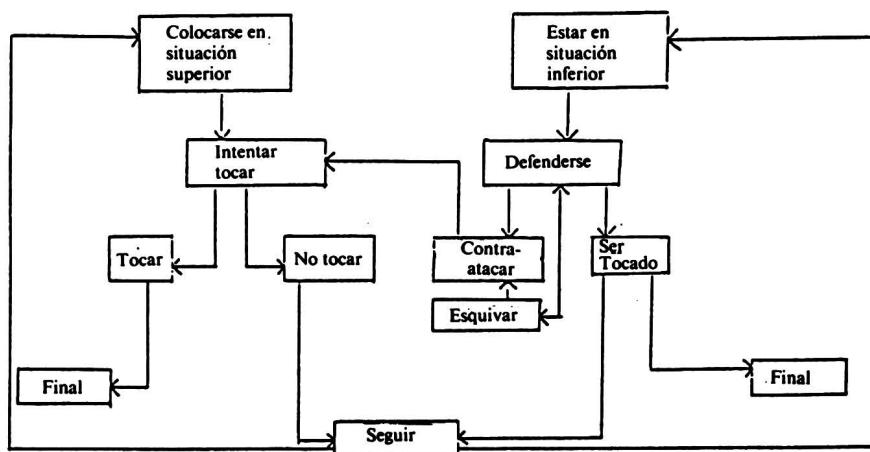 Colocarse en
situación
superior
Estar en
situación
inferior
Intentar
tocar
Defenderse
Tocar
No tocar
Contra-
atacar
Ser
Tocado
Esquivar
Final
Final
Seguir